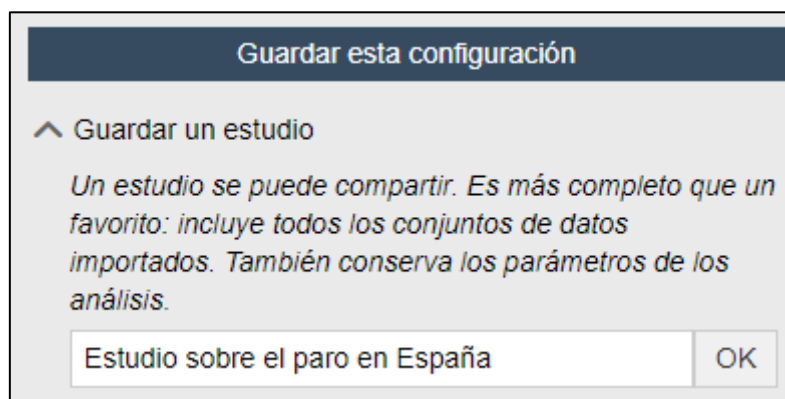 Guardar esta configuración
Guardar un estudio
Un estudio se puede compartir. Es más completo que un
favorito: incluye todos los conjuntos de datos
importados. También conserva los parámetros de los
análisis.
Estudio sobre el paro en España OK